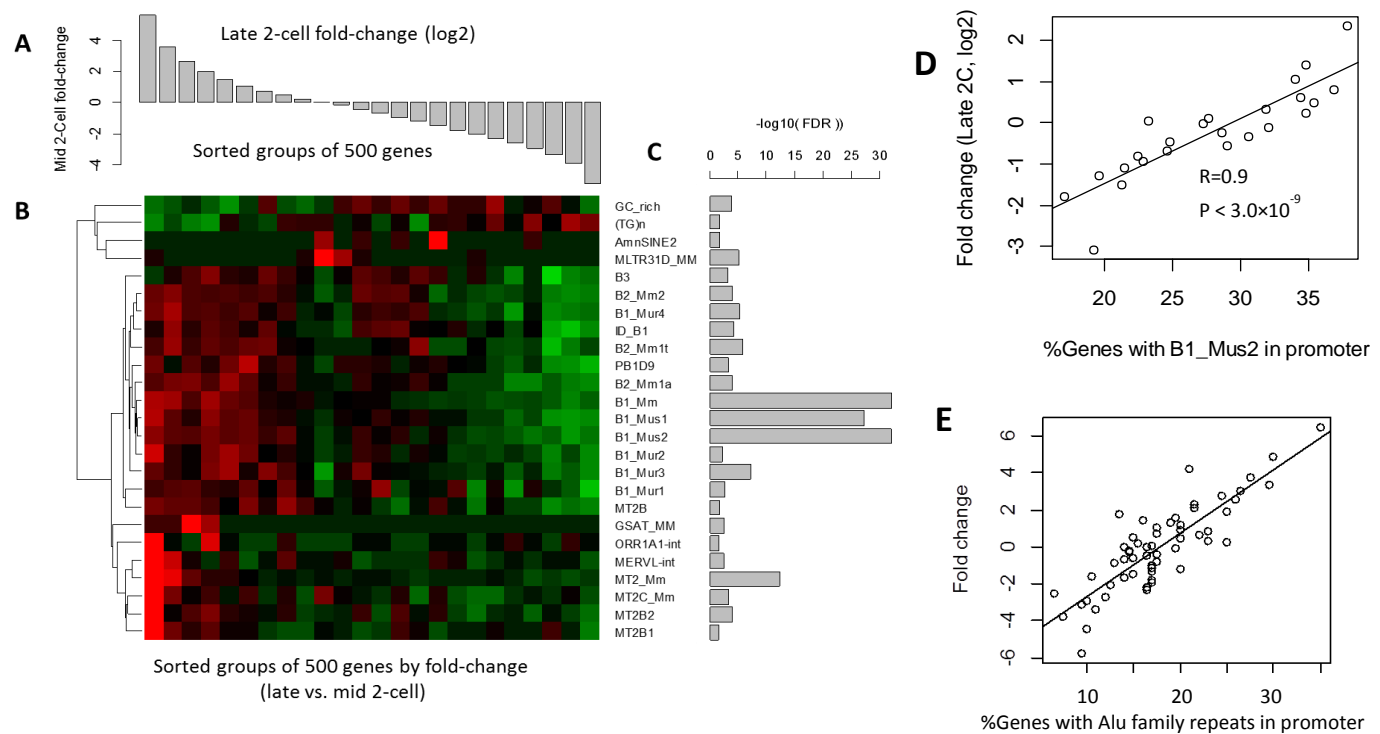 A
Mid 2-Cell fold-change
4
2
0
-2
-4
Late 2-cell fold-change (log2)
Sorted groups of 500 genes
B
GC_rich
(TG)n
AmnSINE2
MLTR31D_MM
B3
B2_Mm2
B1_Mur4
ID_B1
B2_Mm1t
PB1D9
B2_Mm1a
B1_Mm
B1_Mus1
B1_Mus2
B1_Mur2
B1_Mur3
B1_Mur1
MT2B
GSAT_MM
ORR1A1-int
MERVL-int
MT2_Mm
MT2C_Mm
MT2B2
MT2B1
Sorted groups of 500 genes by fold-change
(late vs. mid 2-cell)
C
-log10( FDR ))
0 5 10 15 20 25 30
D
Fold change (Late 2C, log2)
2
1
0
-1
-2
-3
R=0.9
P < 3.0×10⁻⁹
20 25 30 35
%Genes with B1_Mus2 in promoter
E
Fold change
6
4
2
0
-2
-4
-6
10 20 30
%Genes with Alu family repeats in promoter